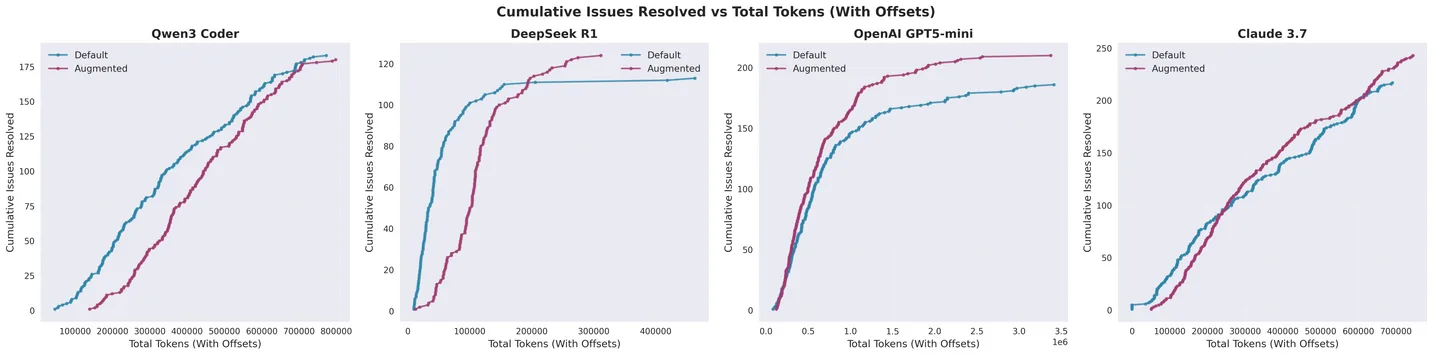 Cumulative Issues Resolved vs Total Tokens (With Offsets)
Qwen3 Coder
Default
Augmented
Cumulative Issues Resolved
175
150
125
100
75
50
25
0
100000 200000 300000 400000 500000 600000 700000 800000
Total Tokens (With Offsets)
DeepSeek R1
Default
Augmented
Cumulative Issues Resolved
120
100
80
60
40
20
0
0 100000 200000 300000 400000
Total Tokens (With Offsets)
OpenAI GPT5-mini
Default
Augmented
Cumulative Issues Resolved
200
150
100
50
0
0.0 0.5 1.0 1.5 2.0 2.5 3.0 3.5
1e6
Total Tokens (With Offsets)
Claude 3.7
Default
Augmented
Cumulative Issues Resolved
250
200
150
100
50
0
0 100000 200000 300000 400000 500000 600000 700000
Total Tokens (With Offsets)